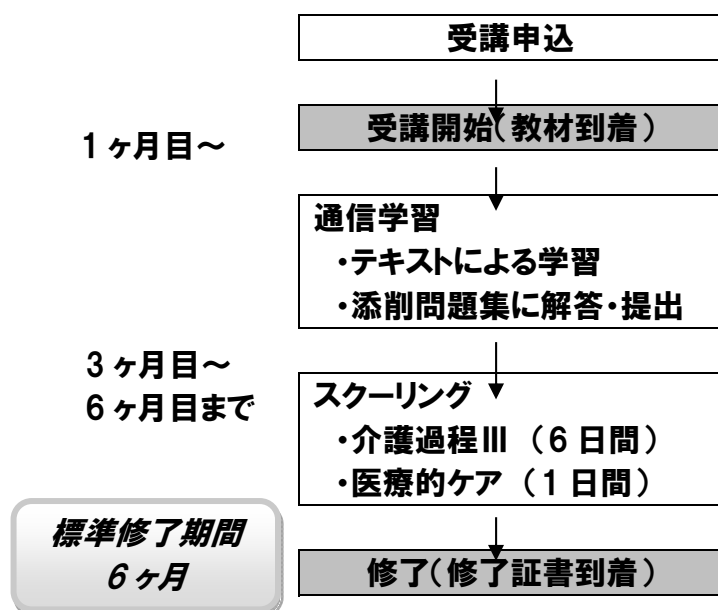 受講申込
1ヶ月目～
受講開始(教材到着)
通信学習
・テキストによる学習
・添削問題集に解答・提出
3ヶ月目～
6ヶ月目まで
スクーリング
・介護過程Ⅲ (6日間)
・医療的ケア (1日間)
標準修了期間
6ヶ月
修了(修了証書到着)